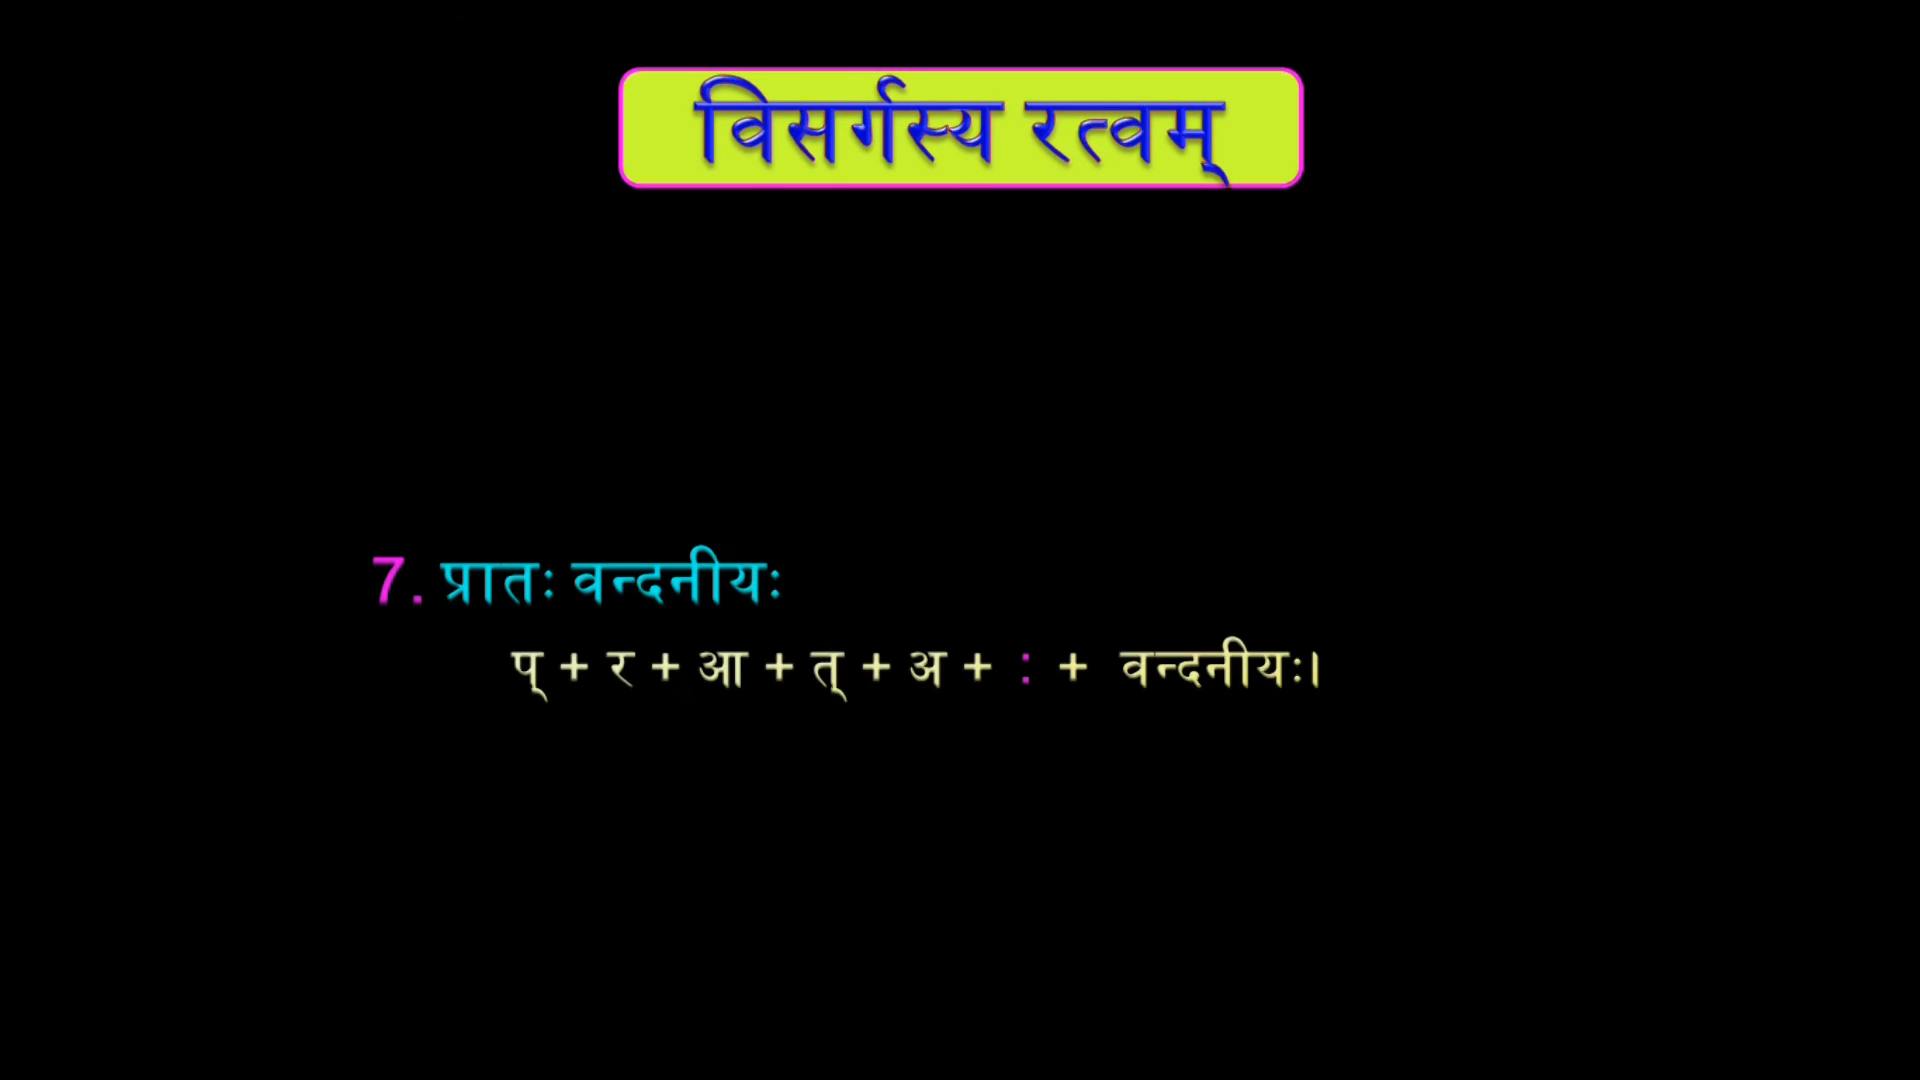 विसर्गस्य रत्वम्
7. प्रातः वन्दनीयः
प् + र + आ + त् + अ + : + वन्दनीयः।